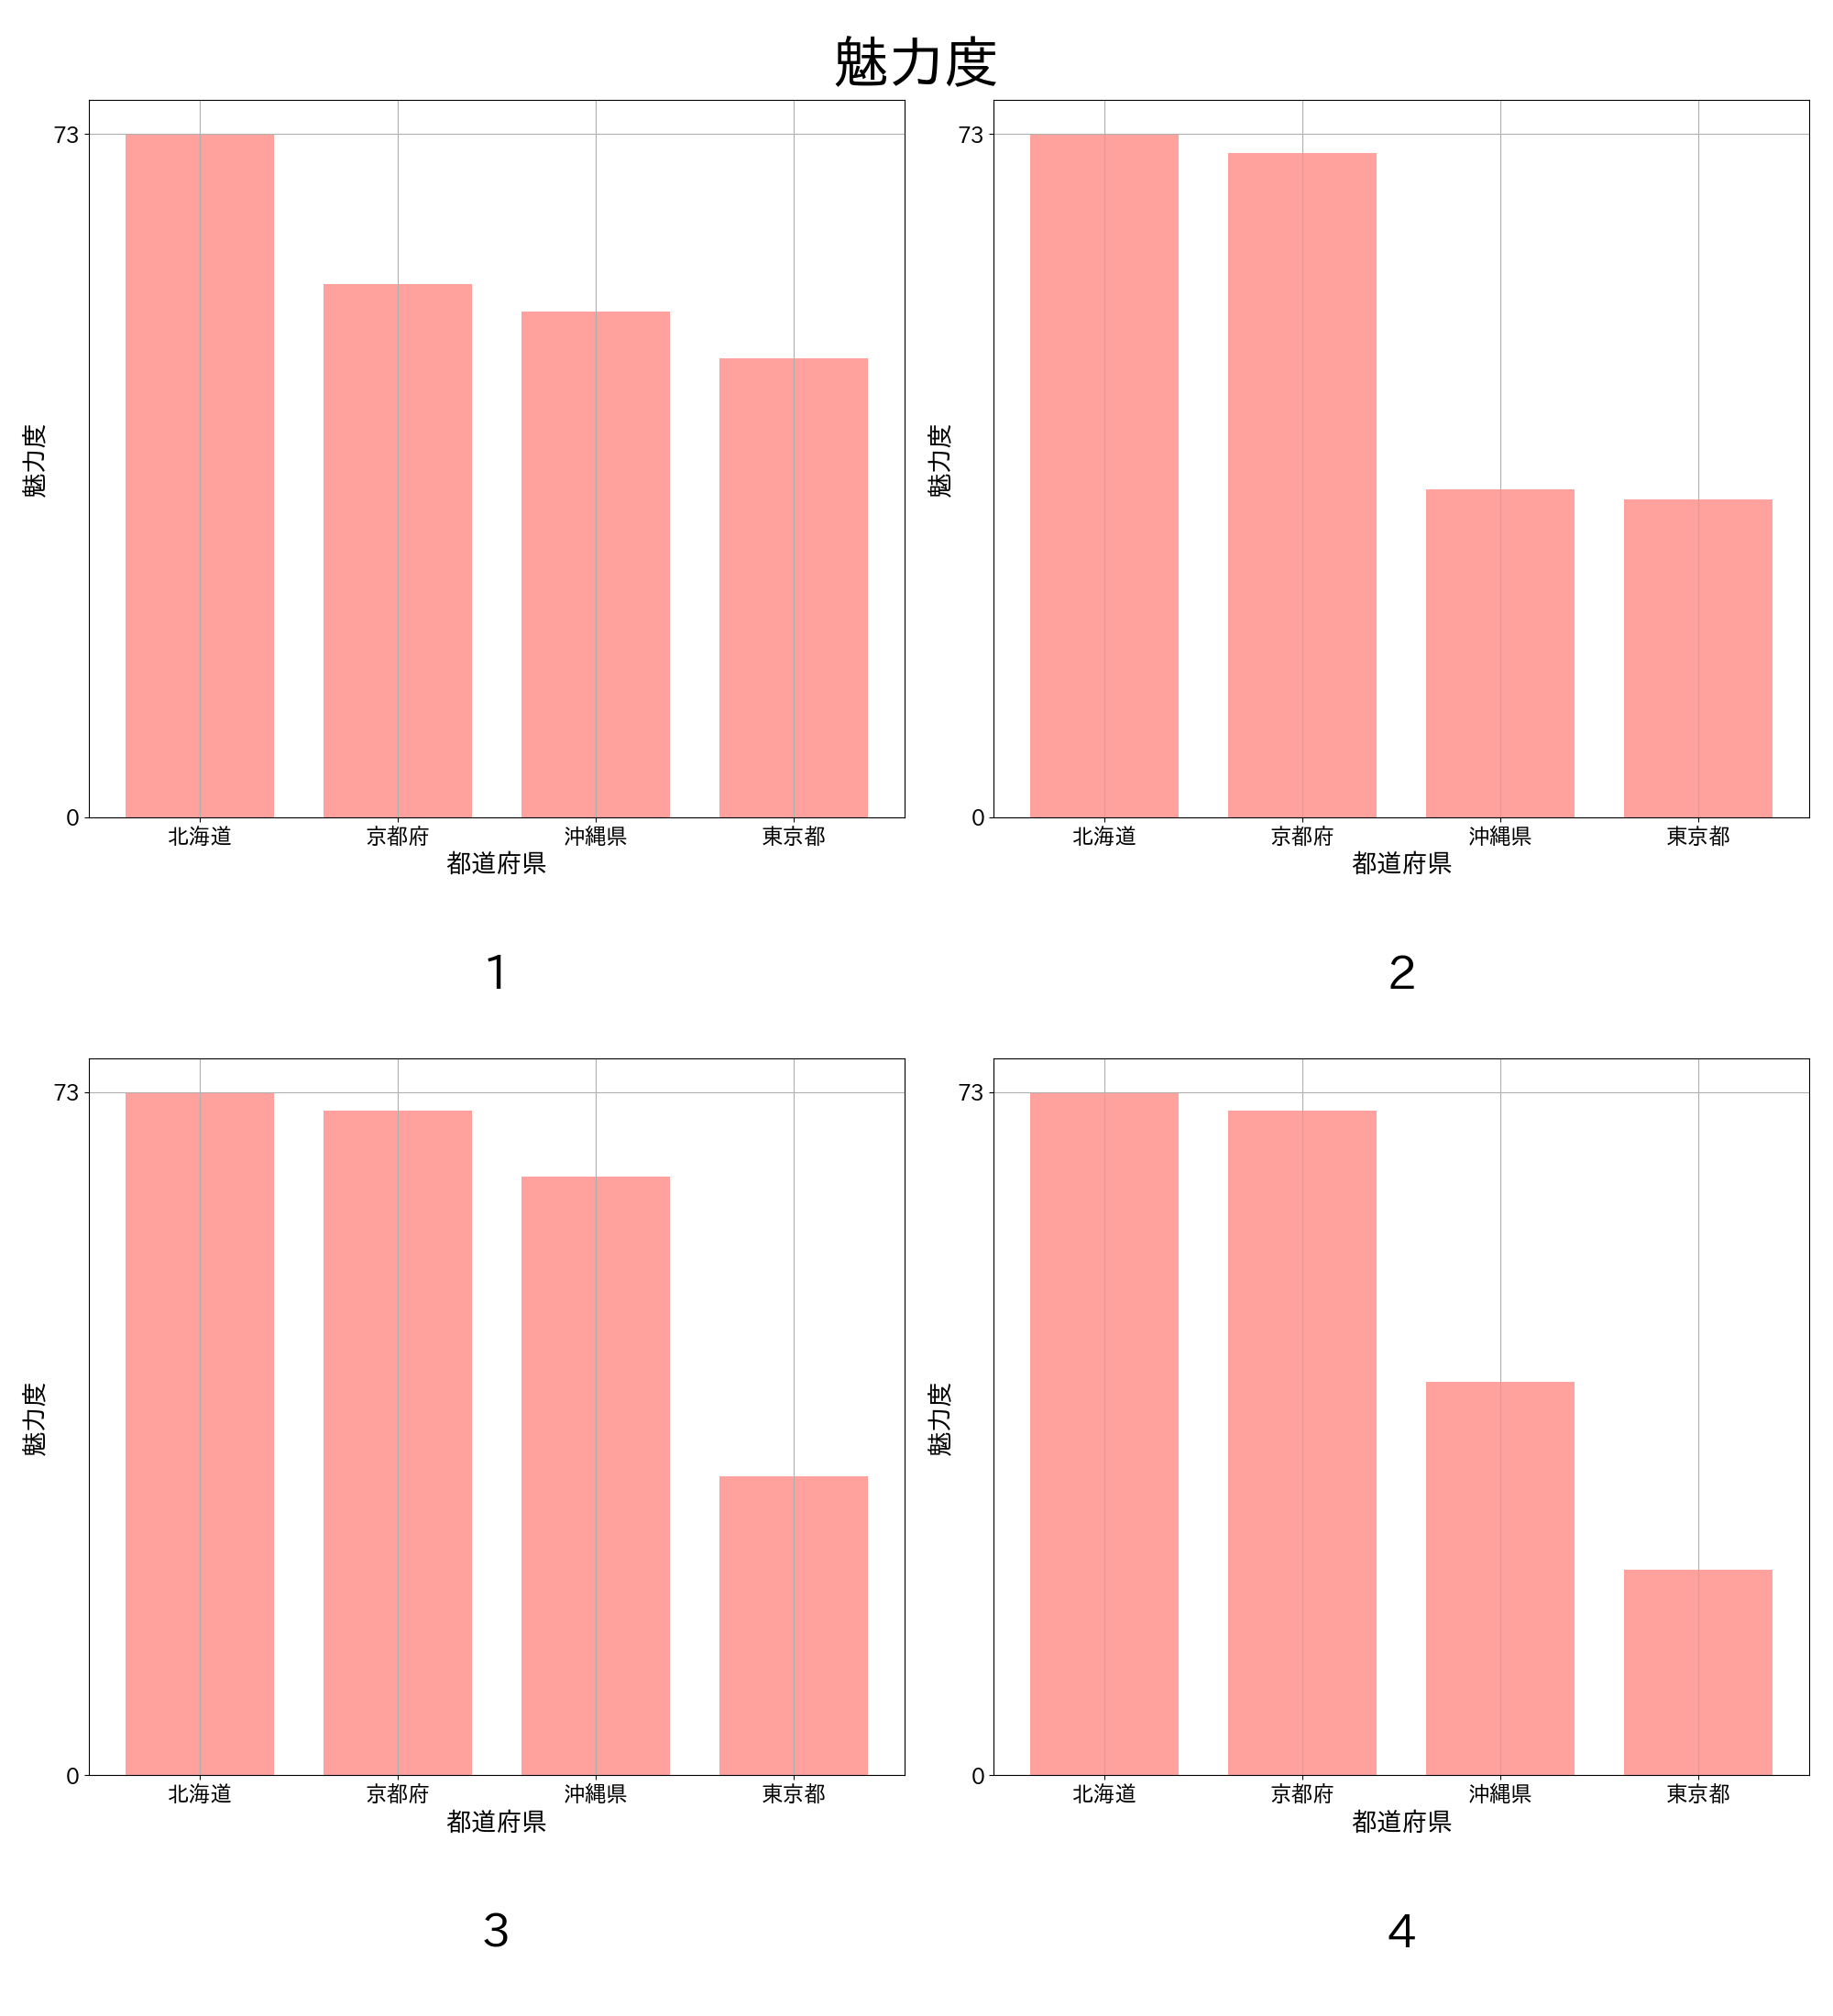 魅力度
73
魅力度
0
北海道 京都府 沖縄県 東京都
都道府県
1
73
魅力度
0
北海道 京都府 沖縄県 東京都
都道府県
2
73
魅力度
0
北海道 京都府 沖縄県 東京都
都道府県
3
73
魅力度
0
北海道 京都府 沖縄県 東京都
都道府県
4